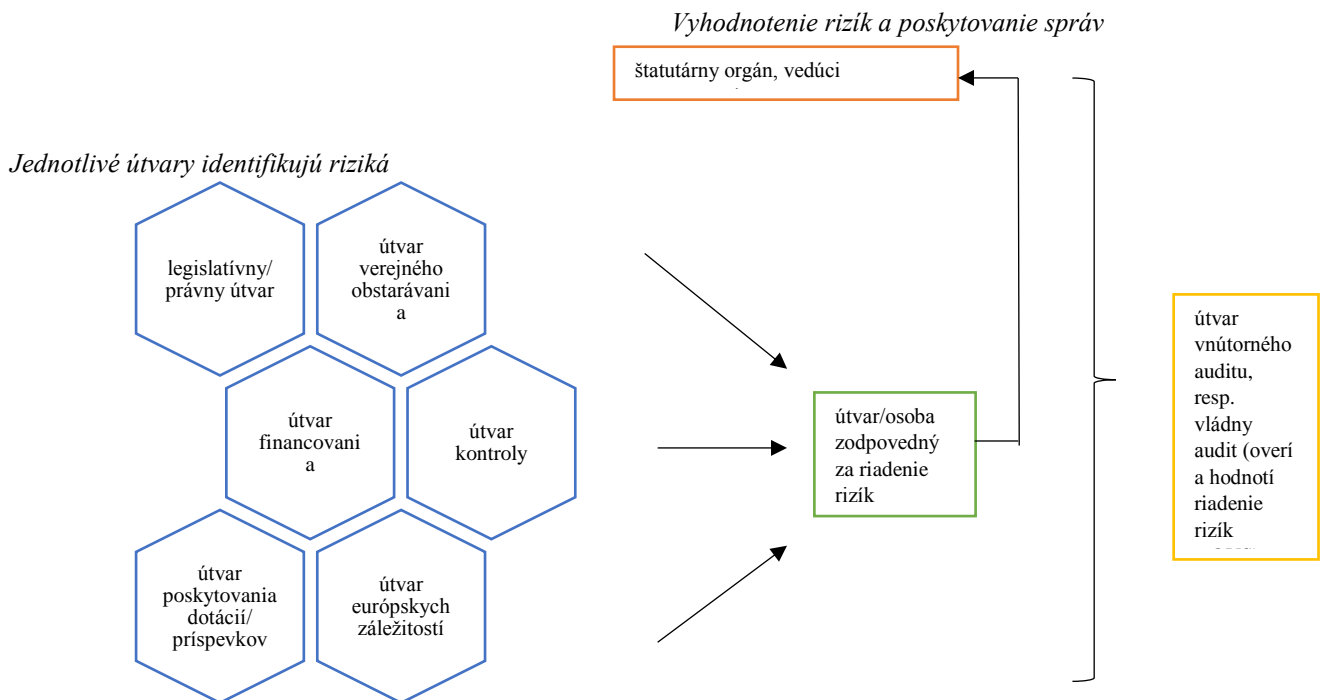 Vyhodnotenie rizík a poskytovanie správ
štatutárny orgán, vedúci
Jednotlivé útvary identifikujú riziká
legislatívny/
právny útvar
útvar
verejného
obstarávani
a
útvar
financovani
a
útvar
kontroly
útvar
poskytovania
dotácií/
príspevkov
útvar
európskych
záležitostí
útvar/osoba
zodpovedný
za riadenie
rizík
útvar
vnútorného
auditu,
resp.
vládny
audit (overí
a hodnotí
riadenie
rizík